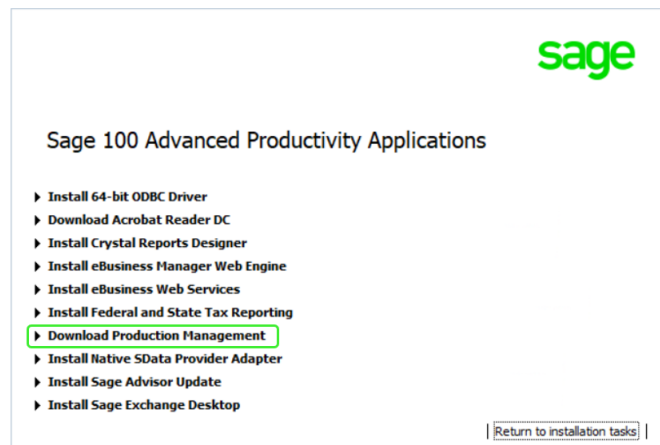 sage
Sage 100 Advanced Productivity Applications
Install 64-bit ODBC Driver
Download Acrobat Reader DC
Install Crystal Reports Designer
Install eBusiness Manager Web Engine
Install eBusiness Web Services
Install Federal and State Tax Reporting
Download Production Management
Install Native SData Provider Adapter
Install Sage Advisor Update
Install Sage Exchange Desktop
Return to installation tasks